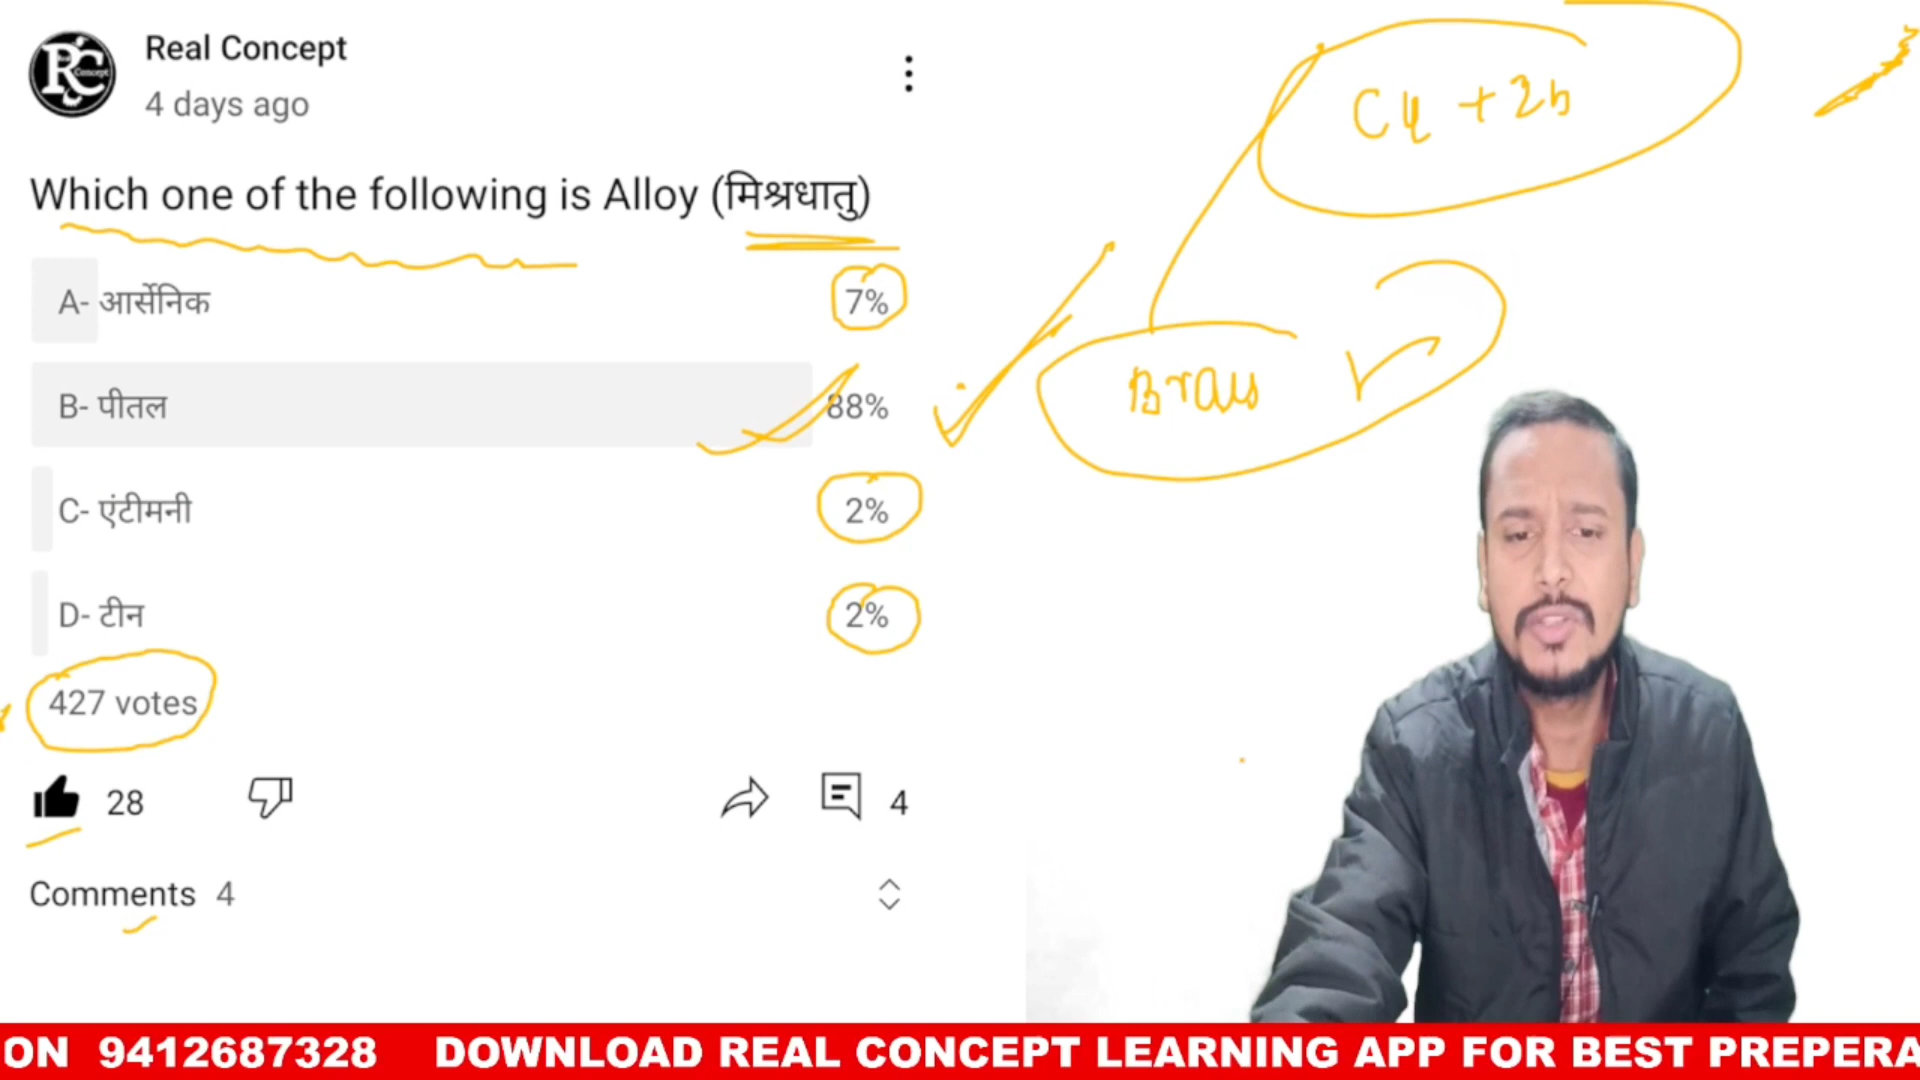 Real Concept
4 days ago
Which one of the following is Alloy (मिश्रधातु)
A- आर्सेनिक 7%
B- पीतल 88%
C- एंटीमनी 2%
D- टीन 2%
427 votes
28 4
Comments 4
Cu + Zn
Brass
ON 9412687328 DOWNLOAD REAL CONCEPT LEARNING APP FOR BEST PREPERA